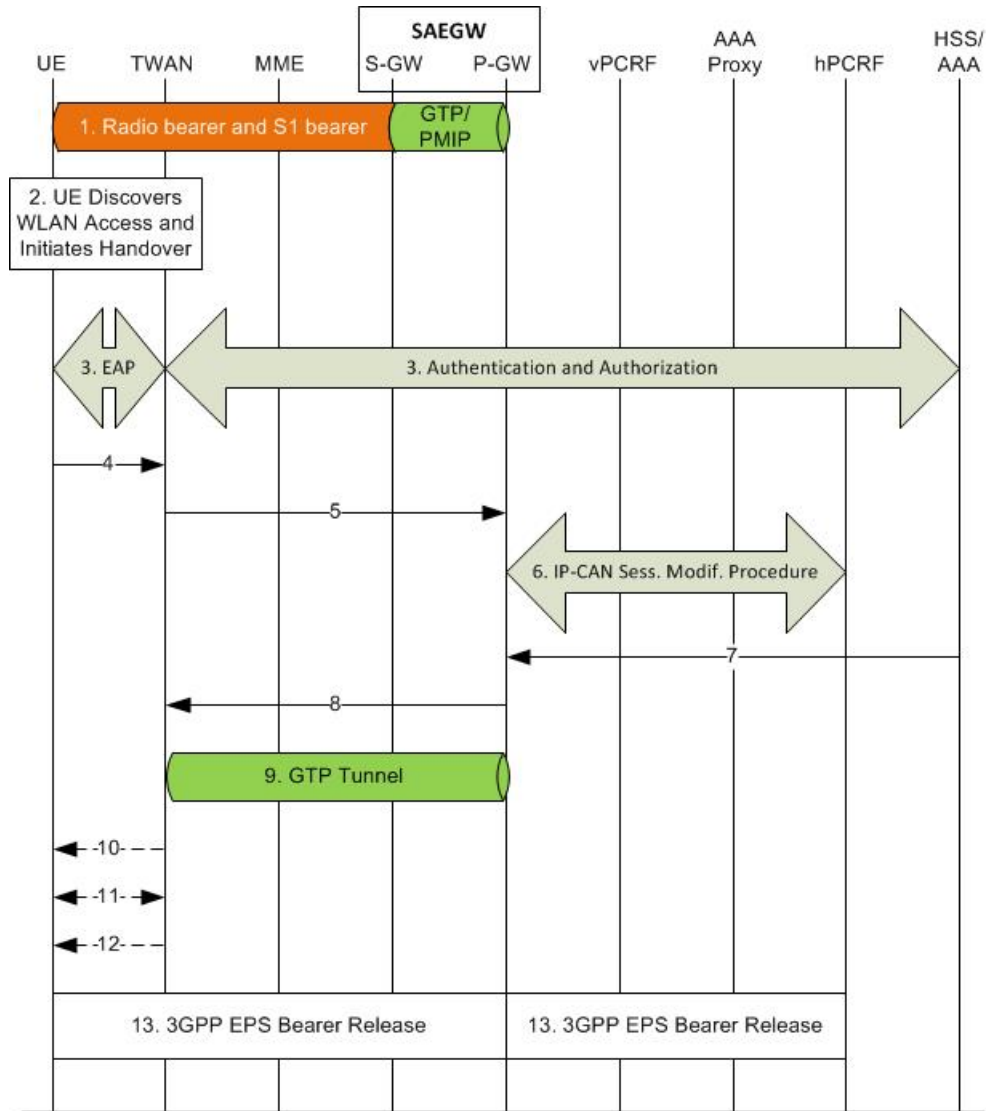 SAEGW
UE TWAN MME S-GW P-GW vPCRF AAA Proxy hPCRF HSS/ AAA
1. Radio bearer and S1 bearer
GTP/
PMIP
2. UE Discovers
WLAN Access and
Initiates Handover
3. EAP
3. Authentication and Authorization
4
5
6. IP-CAN Sess. Modif. Procedure
7
8
9. GTP Tunnel
10
11
12
13. 3GPP EPS Bearer Release
13. 3GPP EPS Bearer Release